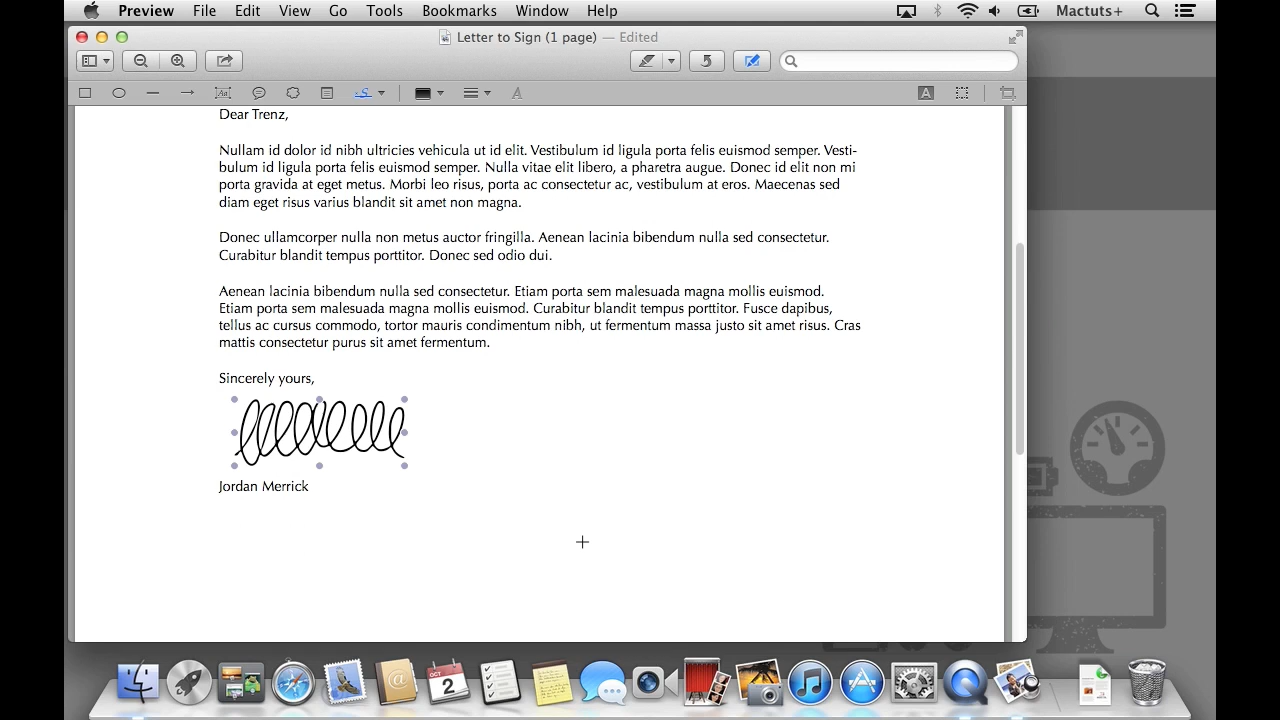 Preview File Edit View Go Tools Bookmarks Window Help Mactuts+
Letter to Sign (1 page) — Edited
Aa S A A
Dear Trenz,
Nullam id dolor id nibh ultricies vehicula ut id elit. Vestibulum id ligula porta felis euismod semper. Vesti-
bulum id ligula porta felis euismod semper. Nulla vitae elit libero, a pharetra augue. Donec id elit non mi
porta gravida at eget metus. Morbi leo risus, porta ac consectetur ac, vestibulum at eros. Maecenas sed
diam eget risus varius blandit sit amet non magna.
Donec ullamcorper nulla non metus auctor fringilla. Aenean lacinia bibendum nulla sed consectetur.
Curabitur blandit tempus porttitor. Donec sed odio dui.
Aenean lacinia bibendum nulla sed consectetur. Etiam porta sem malesuada magna mollis euismod.
Etiam porta sem malesuada magna mollis euismod. Curabitur blandit tempus porttitor. Fusce dapibus,
tellus ac cursus commodo, tortor mauris condimentum nibh, ut fermentum massa justo sit amet risus. Cras
mattis consectetur purus sit amet fermentum.
Sincerely yours,
Jordan Merrick
OCT
2